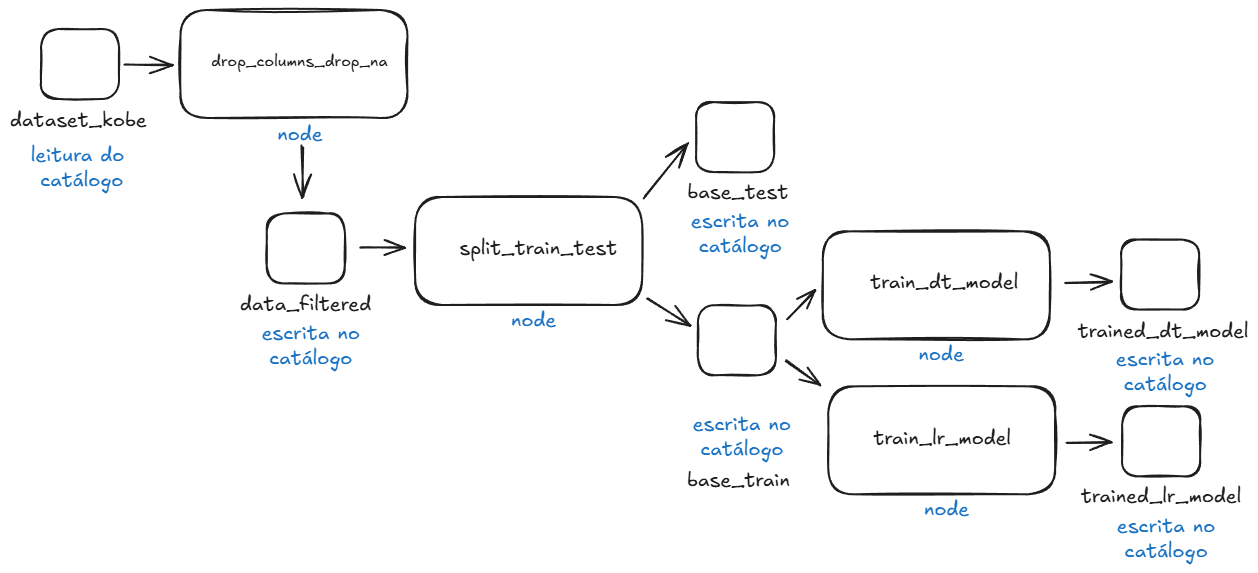 drop_columns_drop_na
dataset_kobe
leitura do
catálogo
node
base_test
escrita no
catálogo
split_train_test
node
data_filtered
escrita no
catálogo
train_dt_model
node
trained_dt_model
escrita no
catálogo
escrita no
catálogo
base_train
train_lr_model
node
trained_lr_model
escrita no
catálogo